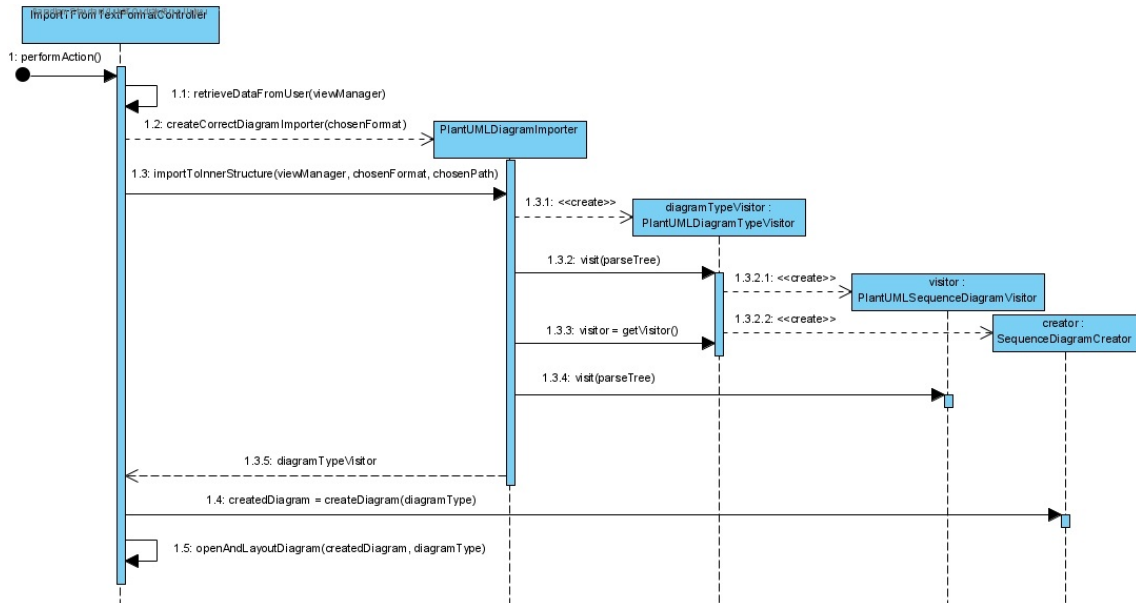 ImportTFromTextFormatController
1: performAction()
1.1: retrieveDataFromUser(viewManager)
1.2: createCorrectDiagramImporter(chosenFormat)
PlantUMLDiagramImporter
1.3: importToInnerStructure(viewManager, chosenFormat, chosenPath)
1.3.1: <<create>>
diagramTypeVisitor :
PlantUMLDiagramTypeVisitor
1.3.2: visit(parseTree)
1.3.2.1: <<create>>
visitor :
PlantUMLSequenceDiagramVisitor
1.3.3: visitor = getVisitor()
1.3.2.2: <<create>>
creator :
SequenceDiagramCreator
1.3.4: visit(parseTree)
1.3.5: diagramTypeVisitor
1.4: createdDiagram = createDiagram(diagramType)
1.5: openAndLayoutDiagram(createdDiagram, diagramType)